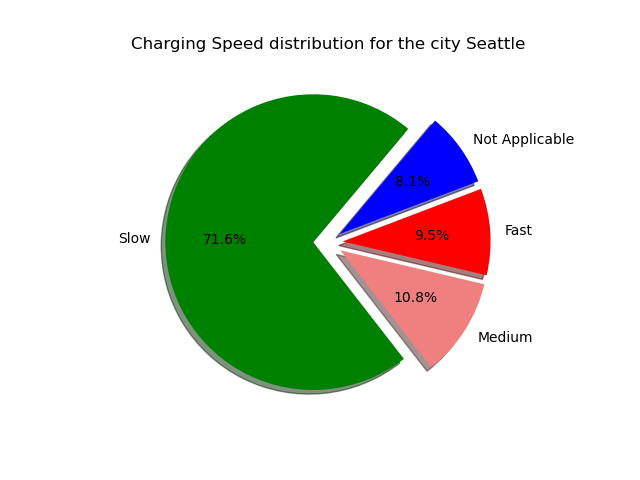 Charging Speed distribution for the city Seattle
Not Applicable
8.1%
Fast
9.5%
Slow
71.6%
10.8%
Medium